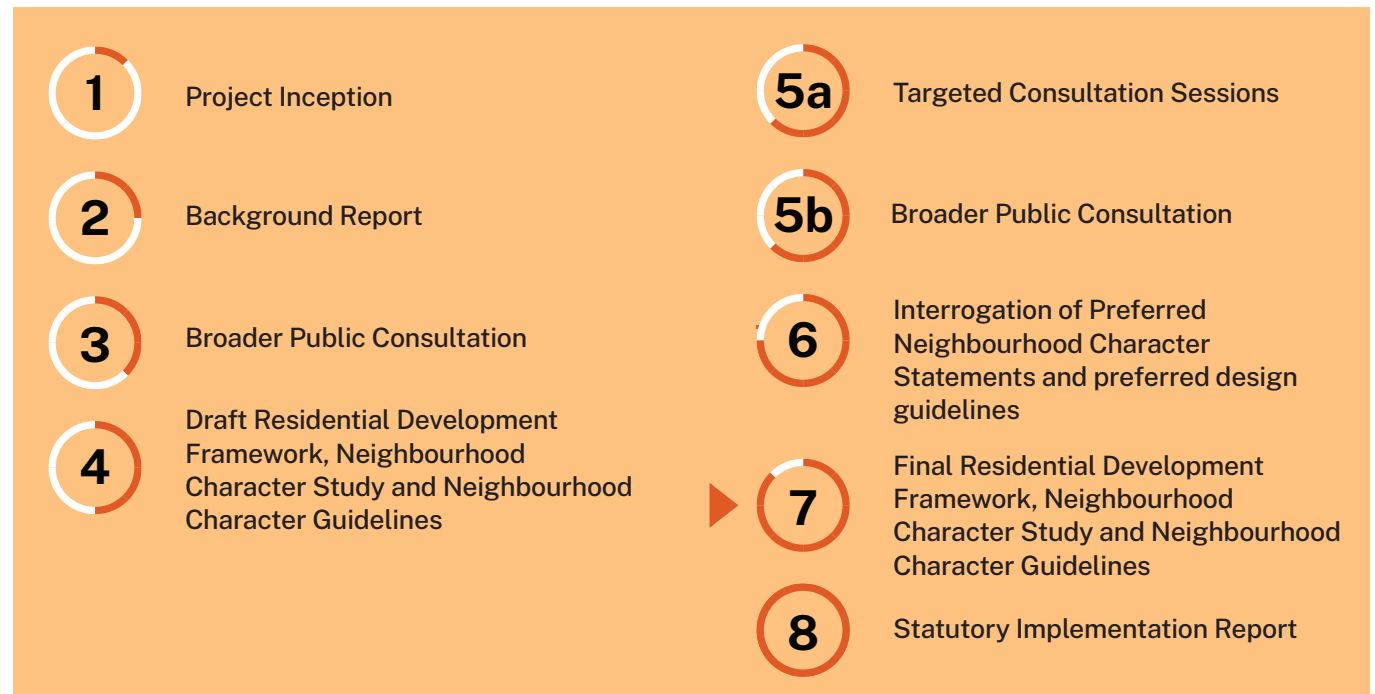 1
Project Inception
2
Background Report
3
Broader Public Consultation
4
Draft Residential Development
Framework, Neighbourhood
Character Study and Neighbourhood
Character Guidelines
5a
Targeted Consultation Sessions
5b
Broader Public Consultation
6
Interrogation of Preferred
Neighbourhood Character
Statements and preferred design
guidelines
7
Final Residential Development
Framework, Neighbourhood
Character Study and Neighbourhood
Character Guidelines
8
Statutory Implementation Report